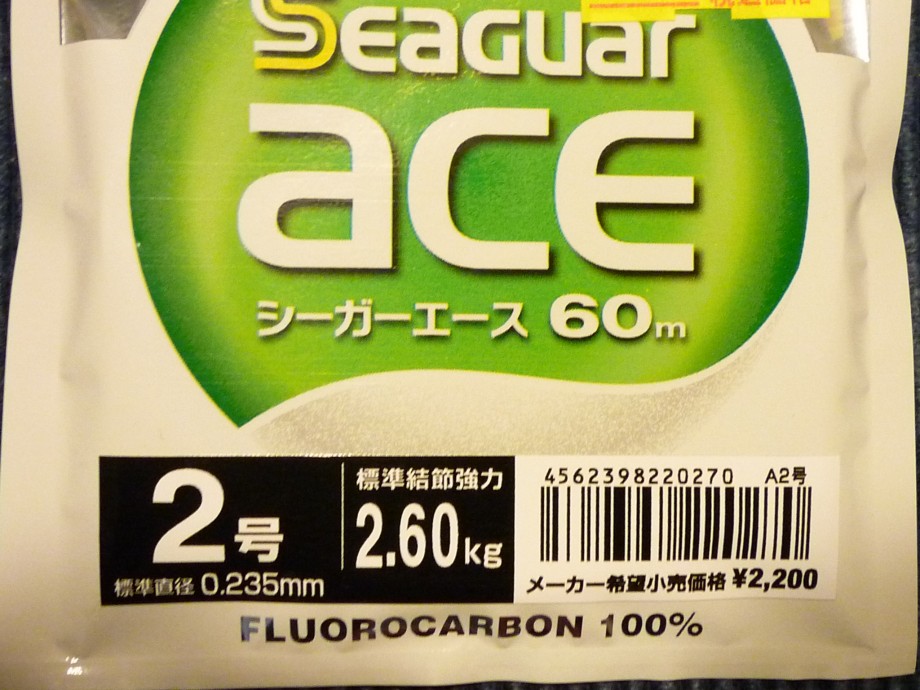 Seaguar
ace
シーガーエース 60m
2号
標準直径 0.235mm
標準結節強力
2.60kg
4562398220270 A2号
メーカー希望小売価格 ¥2,200
FLUOROCARBON 100%